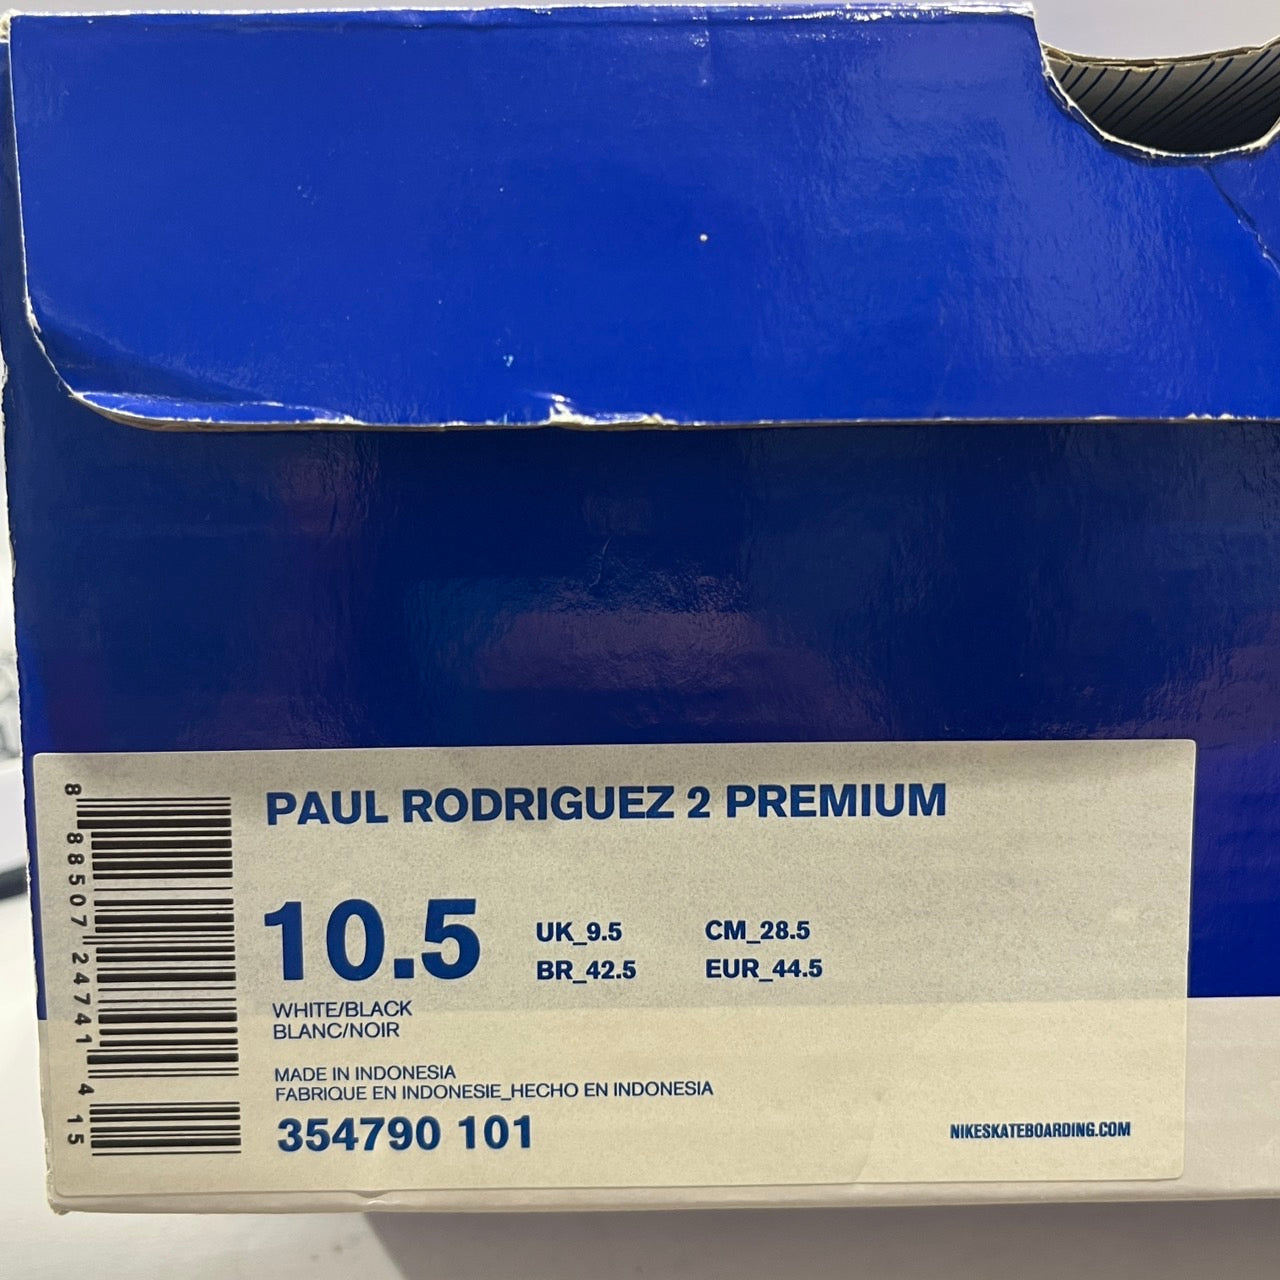 PAUL RODRIGUEZ 2 PREMIUM
10.5
UK_9.5 CM_28.5
BR_42.5 EUR_44.5
WHITE/BLACK
BLANC/NOIR
MADE IN INDONESIA
FABRIQUE EN INDONESIE_HECHO EN INDONESIA
354790 101
NIKESKATEBOARDING.COM
8 88507 24741 4 15